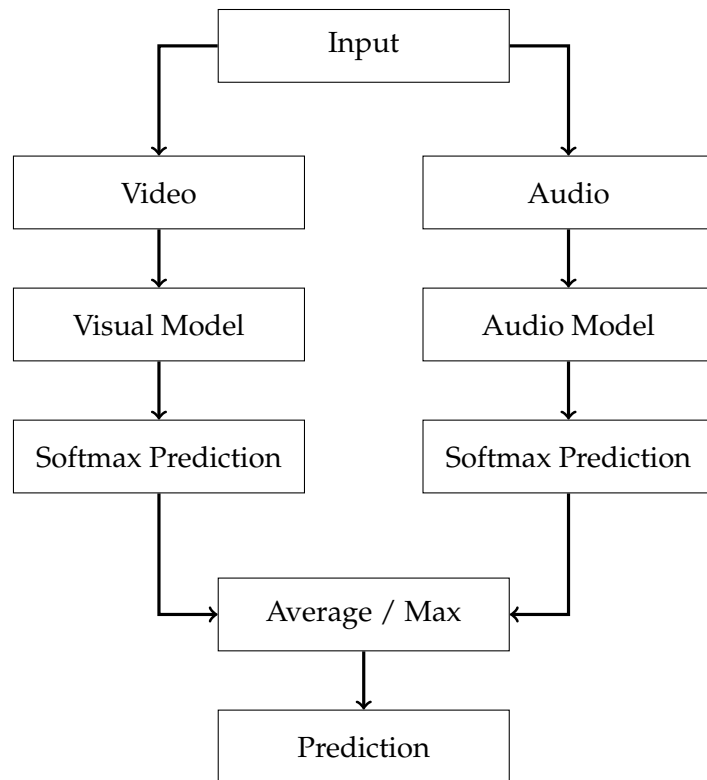 Input
Video
Audio
Visual Model
Audio Model
Softmax Prediction
Softmax Prediction
Average / Max
Prediction